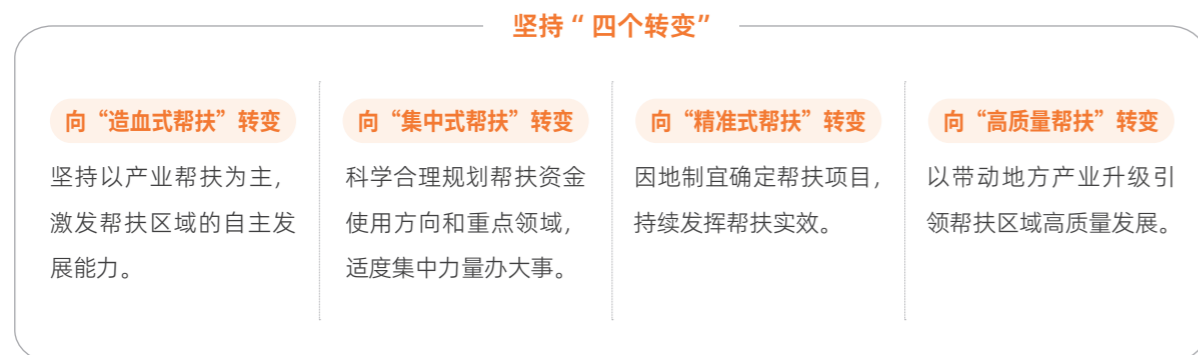 坚持“四个转变”
向“造血式帮扶”转变
坚持以产业帮扶为主，
激发帮扶区域的自主发
展能力。
向“集中式帮扶”转变
科学合理规划帮扶资金
使用方向和重点领域，
适度集中力量办大事。
向“精准式帮扶”转变
因地制宜确定帮扶项目，
持续发挥帮扶实效。
向“高质量帮扶”转变
以带动地方产业升级引
领帮扶区域高质量发展。